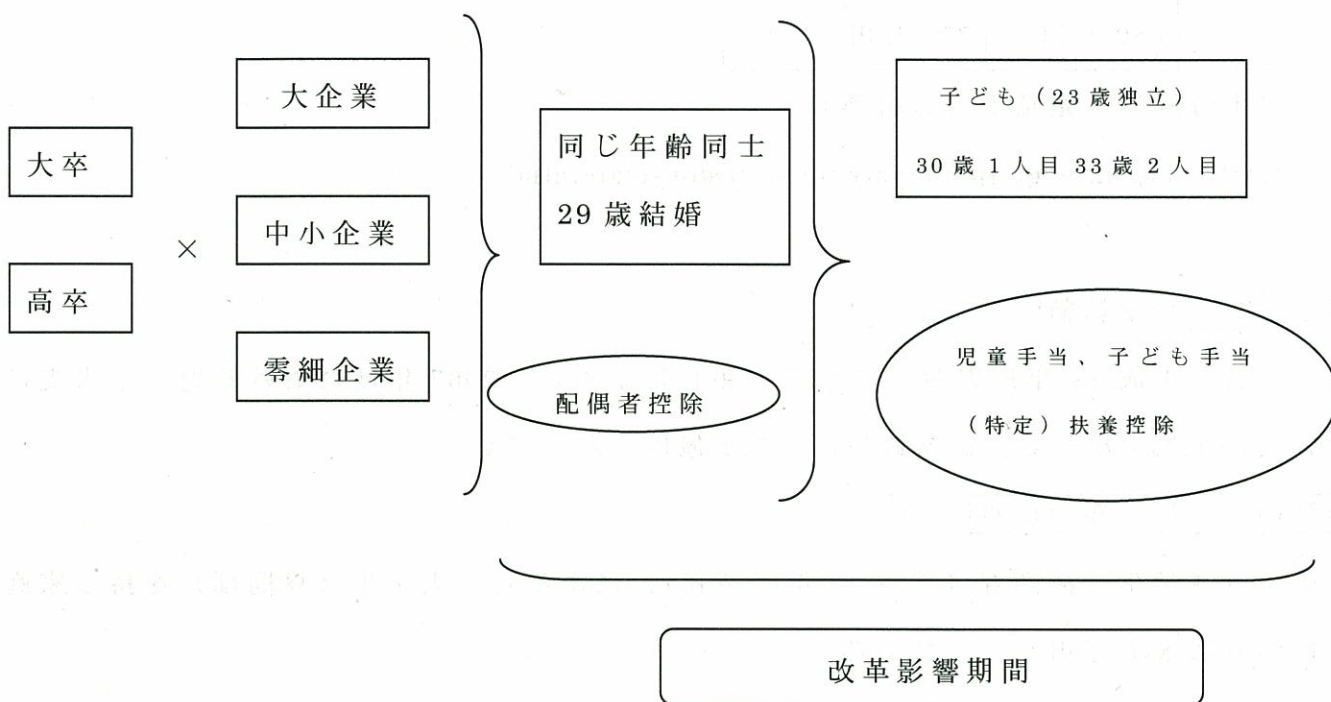 大卒
高卒
×
大企業
中小企業
零細企業
同じ年齢同士
29歳結婚
配偶者控除
子ども（23歳独立）
30歳1人目 33歳2人目
児童手当、子ども手当
（特定）扶養控除
改革影響期間